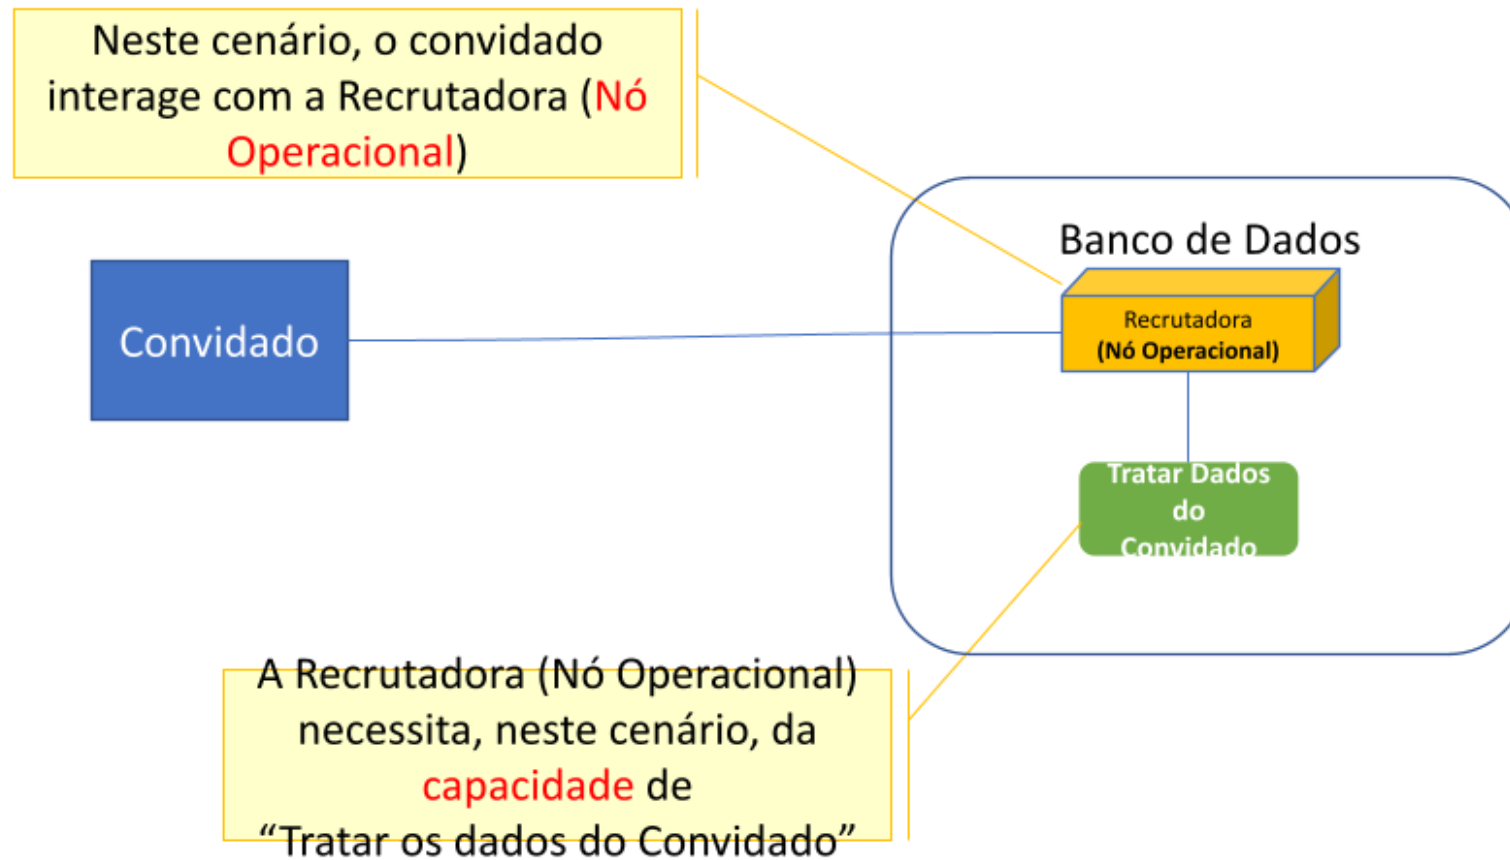 Neste cenário, o convidado
interage com a Recrutadora (Nó
Operacional)
Banco de Dados
Convidado
Recrutadora
(Nó Operacional)
Tratar Dados
do
Convidado
A Recrutadora (Nó Operacional)
necessita, neste cenário, da
capacidade de
“Tratar os dados do Convidado”